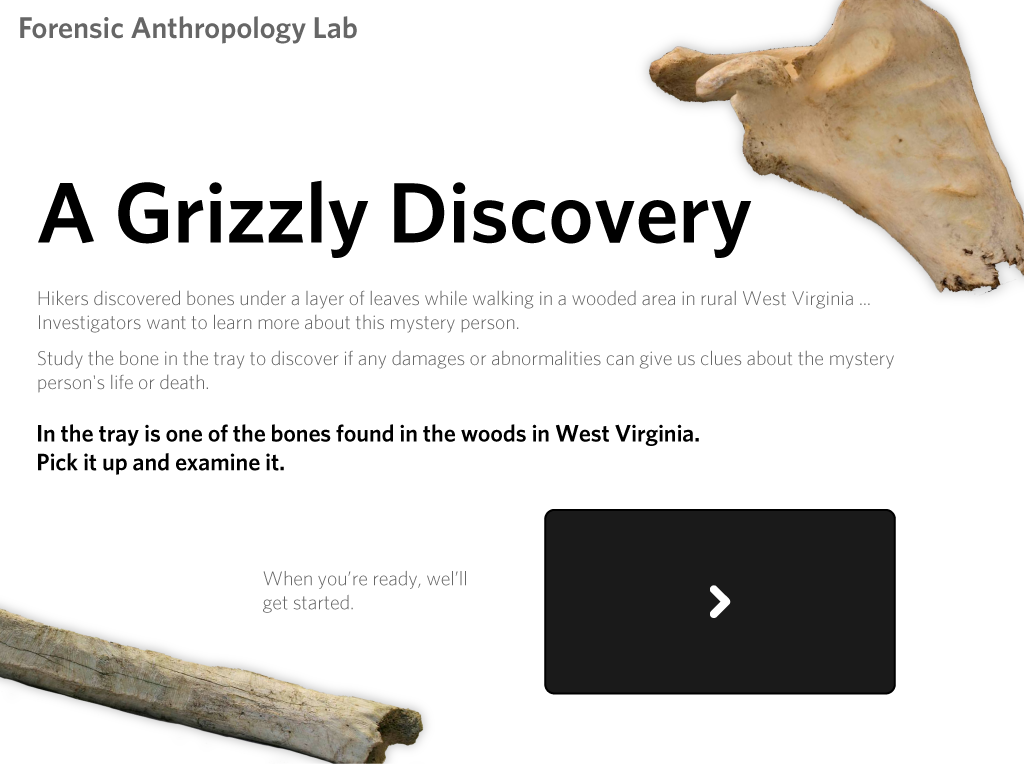 Forensic Anthropology Lab
A Grizzly Discovery
Hikers discovered bones under a layer of leaves while walking in a wooded area in rural West Virginia ...
Investigators want to learn more about this mystery person.
Study the bone in the tray to discover if any damages or abnormalities can give us clues about the mystery
person's life or death.
In the tray is one of the bones found in the woods in West Virginia.
Pick it up and examine it.
When you’re ready, wel’ll
get started.